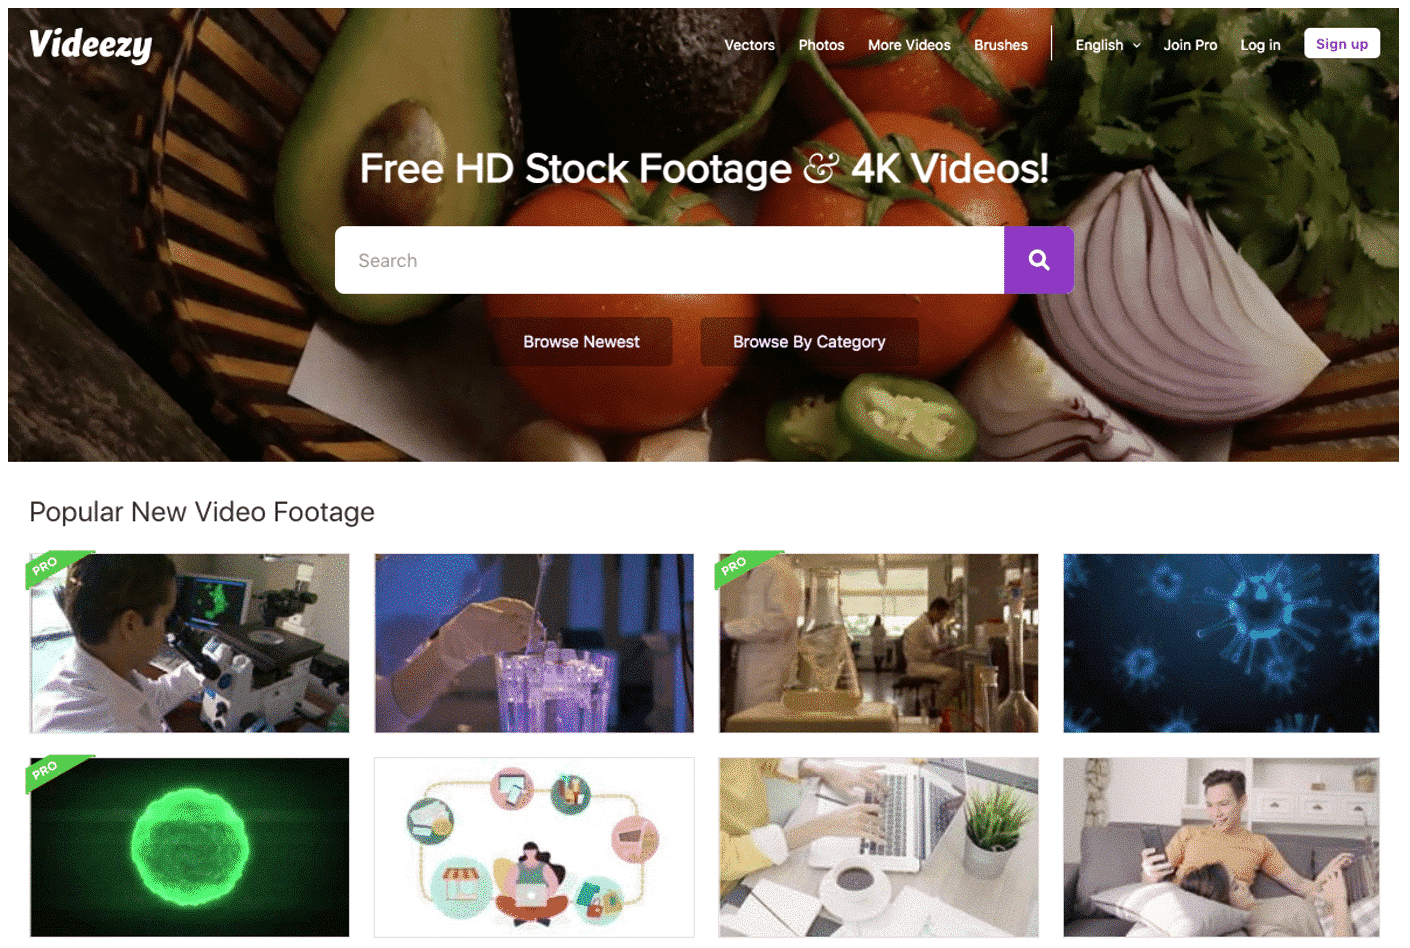 Videezy
Vectors Photos More Videos Brushes English Join Pro Log in Sign up
Free HD Stock Footage & 4K Videos!
Search
Browse Newest Browse By Category
Popular New Video Footage
PRO
PRO
PRO